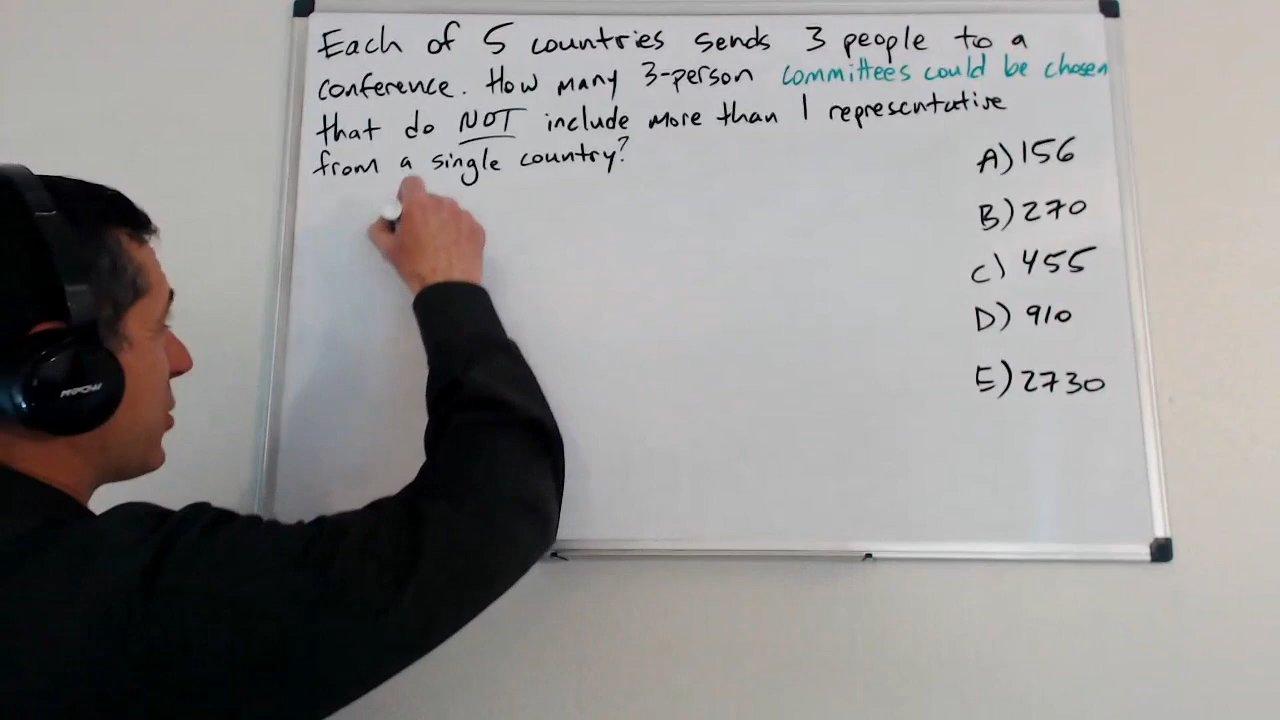 Each of 5 countries sends 3 people to a
conference. How many 3-person committees could be chosen
that do NOT include more than 1 representative
from a single country?
A) 156
B) 270
C) 455
D) 910
E) 2730
MPOW